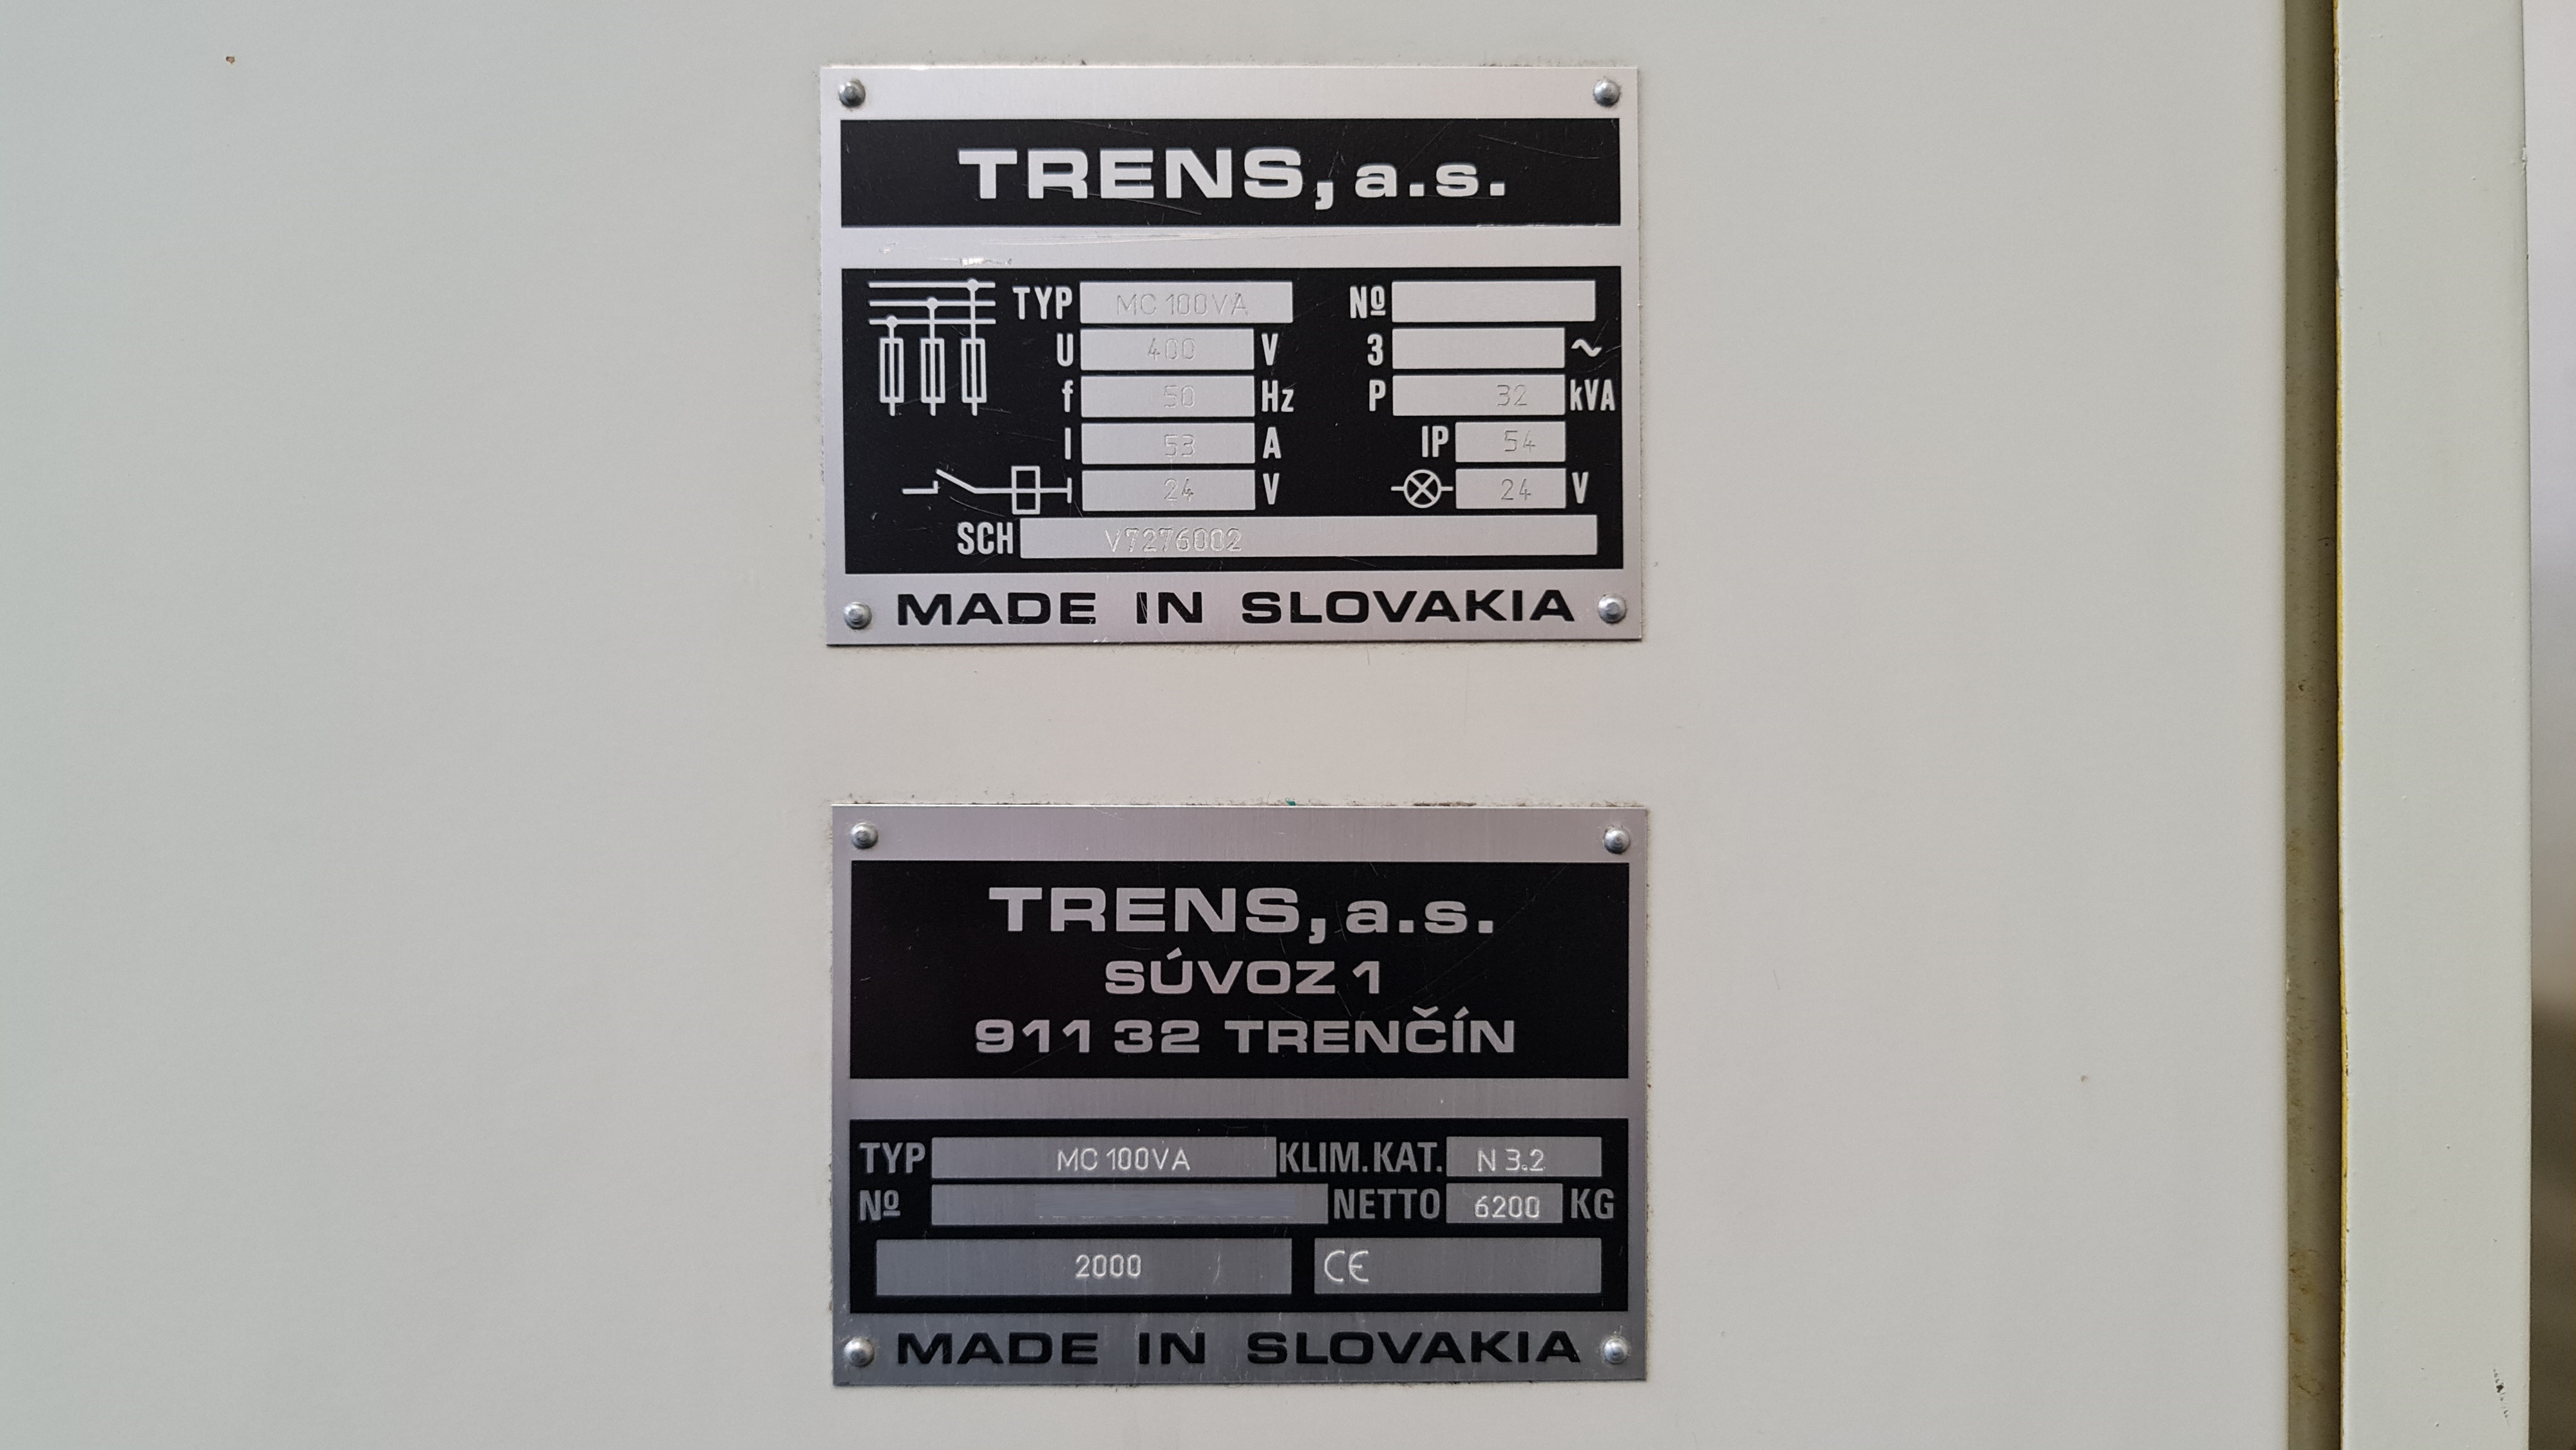 TRENS, a.s.
TYP MC 100VA Nº
U 400 V 3 ~
f 50 Hz P 32 kVA
I 53 A IP 54
24 V 24 V
SCH V7276002
MADE IN SLOVAKIA
TRENS, a.s.
SÚVOZ 1
911 32 TRENČÍN
TYP MC 100VA KLIM.KAT. N 3.2
Nº NETTO 6200 KG
2000 CE
MADE IN SLOVAKIA